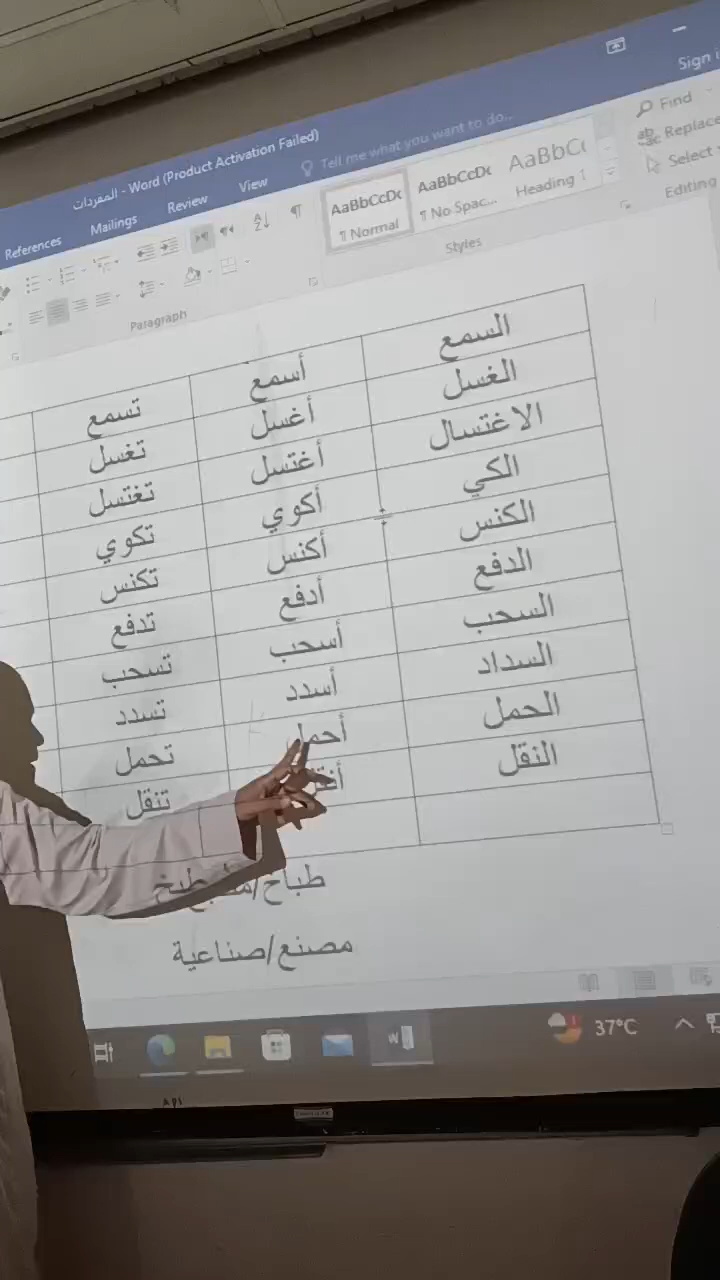 Sign i
المفردات - Word (Product Activation Failed)
References Mailings Review View Tell me what you want to do...
Find
Replace
Select
Editing
AaBbCcDc AaBbCcDc AaBbC
¶ Normal ¶ No Spac... Heading 1
Paragraph Styles
السمع أسمع تسمع
الغسل أغسل تغسل
الاغتسال أغتسل تغتسل
الكي أكوي تكوي
الكنس أكنس تكنس
الدفع أدفع تدفع
السحب أسحب تسحب
السداد أسدد تسدد
الحمل أحمل تحمل
النقل تنقل
مصنع/صناعية
37°C